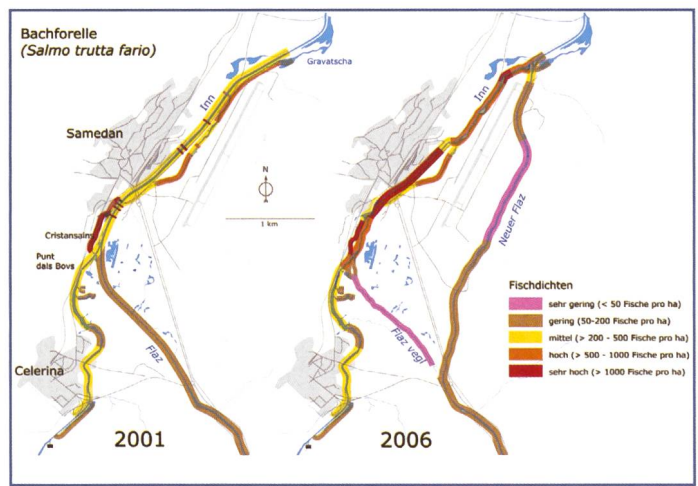 Bachforelle
(Salmo trutta fario)
Gravatscha
Inn
Samedan
N
1 km
Cristansains
Punt
dals Bovs
Flaz
Celerina
2001
Inn
Neuer Flaz
Flaz vegl
2006
Fischdichten
sehr gering (< 50 Fische pro ha)
gering (50-200 Fische pro ha)
mittel (> 200 - 500 Fische pro ha)
hoch (> 500 - 1000 Fische pro ha)
sehr hoch (> 1000 Fische pro ha)